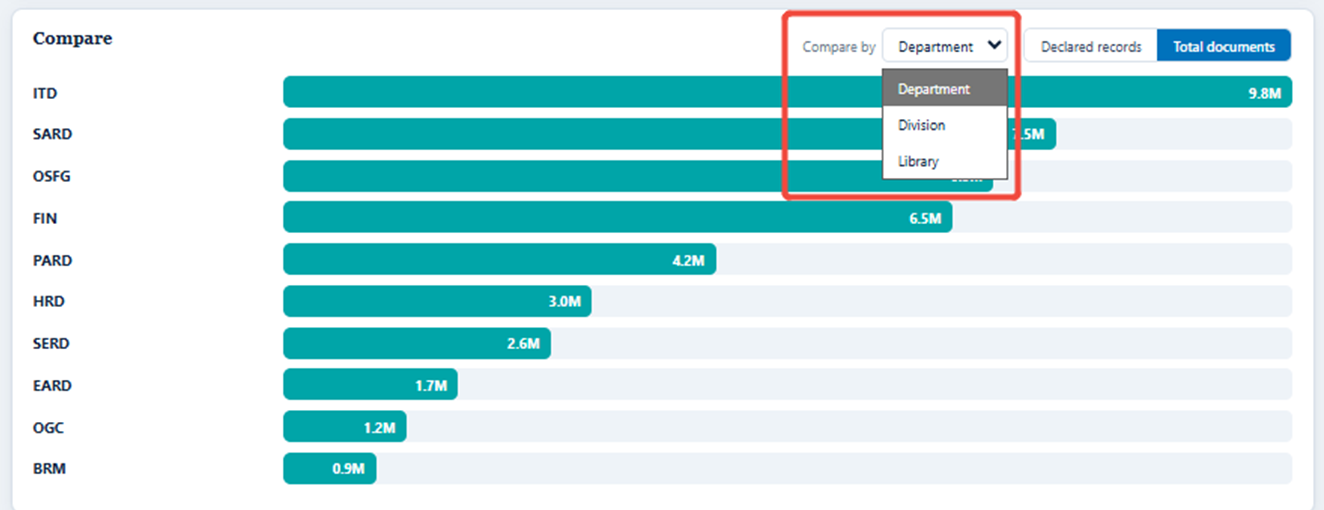 Compare
Compare by Department Declared records Total documents
Department
Division
Library
ITD 9.8M
SARD .5M
OSFG
FIN 6.5M
PARD 4.2M
HRD 3.0M
SERD 2.6M
EARD 1.7M
OGC 1.2M
BRM 0.9M